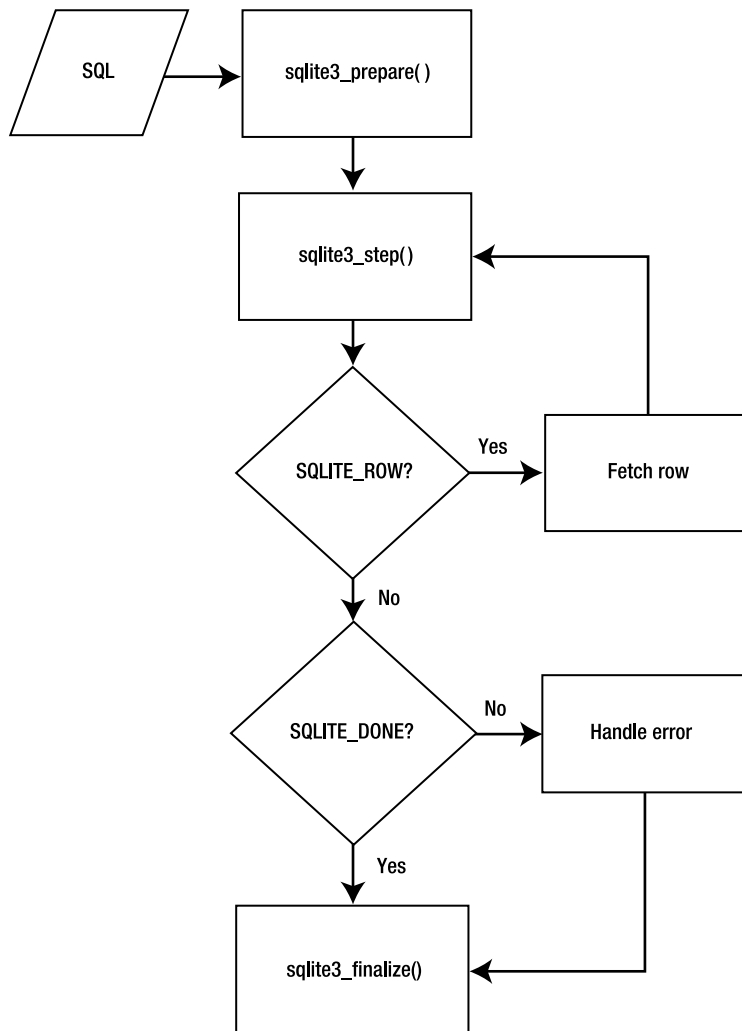 SQL
sqlite3_prepare()
sqlite3_step()
SQLITE_ROW?
Yes
Fetch row
No
SQLITE_DONE?
No
Handle error
Yes
sqlite3_finalize()